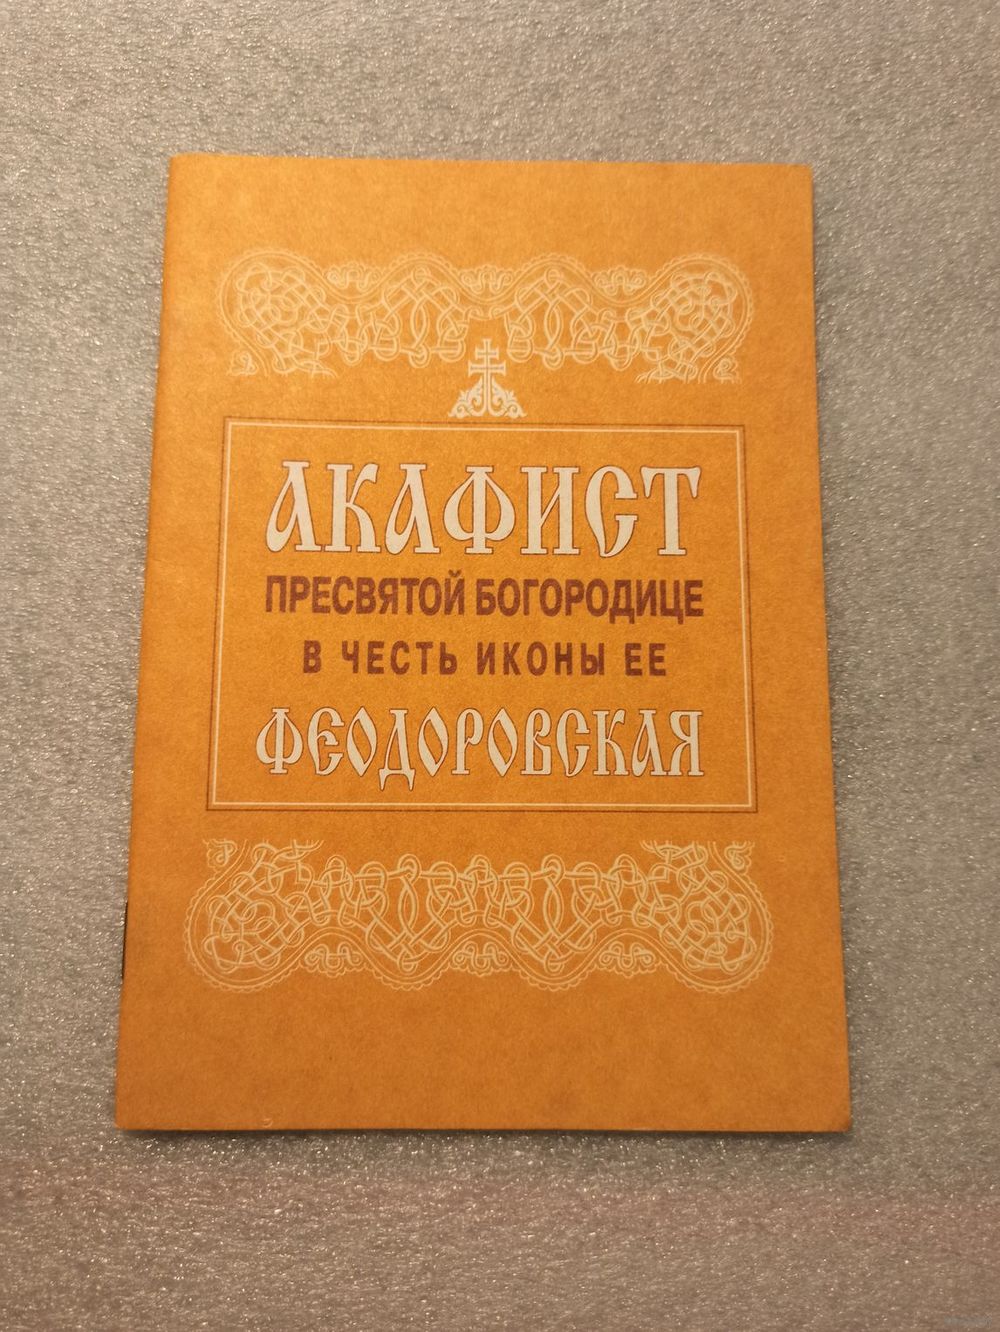 АКАФИСТ
ПРЕСВЯТОЙ БОГОРОДИЦЕ
В ЧЕСТЬ ИКОНЫ ЕЕ
ФЕОДОРОВСКАЯ